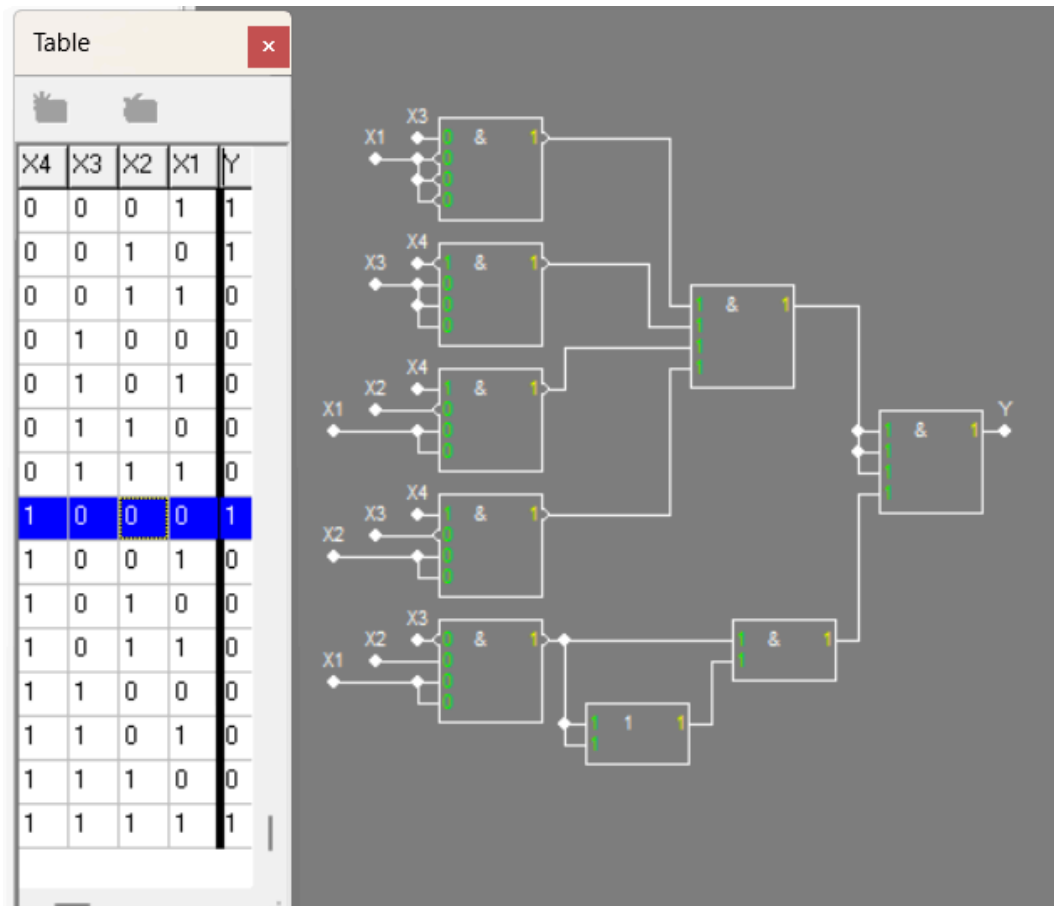 Table
X4 X3 X2 X1 Y
0 0 0 1 1
0 0 1 0 1
0 0 1 1 0
0 1 0 0 0
0 1 0 1 0
0 1 1 0 0
0 1 1 1 0
1 0 0 0 1
1 0 0 1 0
1 0 1 0 0
1 0 1 1 0
1 1 0 0 0
1 1 0 1 0
1 1 1 0 0
1 1 1 1 1
X3
X1 0 & 1
0
0
0
X4
1 & 1
X3 0
0
0
1 & 1
1
1
1
X4
X2 1 & 1
X1 0
0
0
Y
1 & 1
1
1
1
X4
X3 1 & 1
X2 0
0
0
X3
X2 0 & 1
X1 0
0
0
1 & 1
1
1 1 1
1